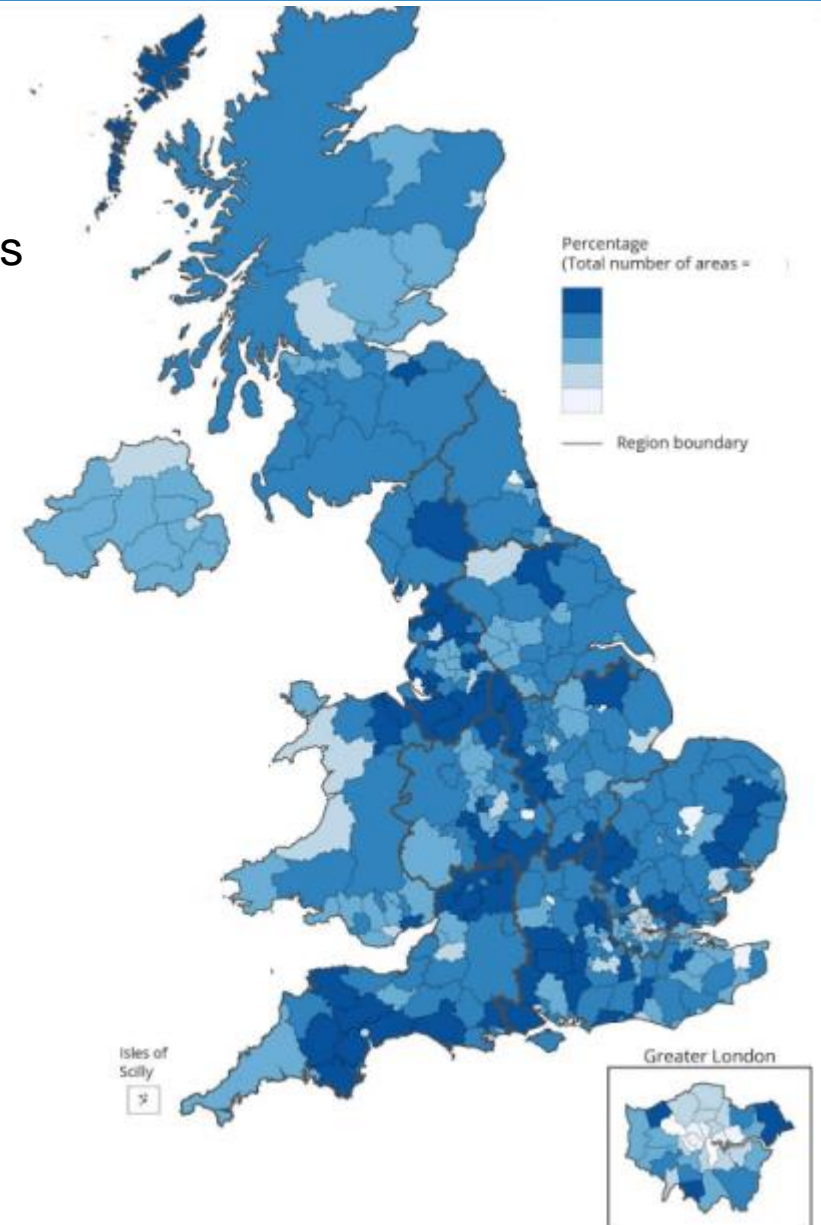 s
Percentage
(Total number of areas =
Region boundary
Isles of
Scilly
Greater London